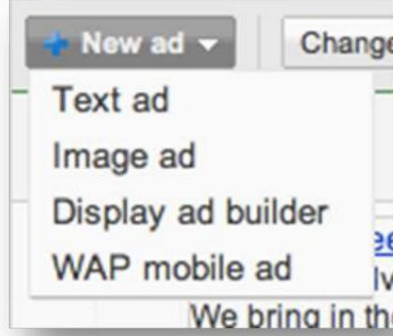 New ad Change
Text ad
Image ad
Display ad builder
WAP mobile ad
We bring in the